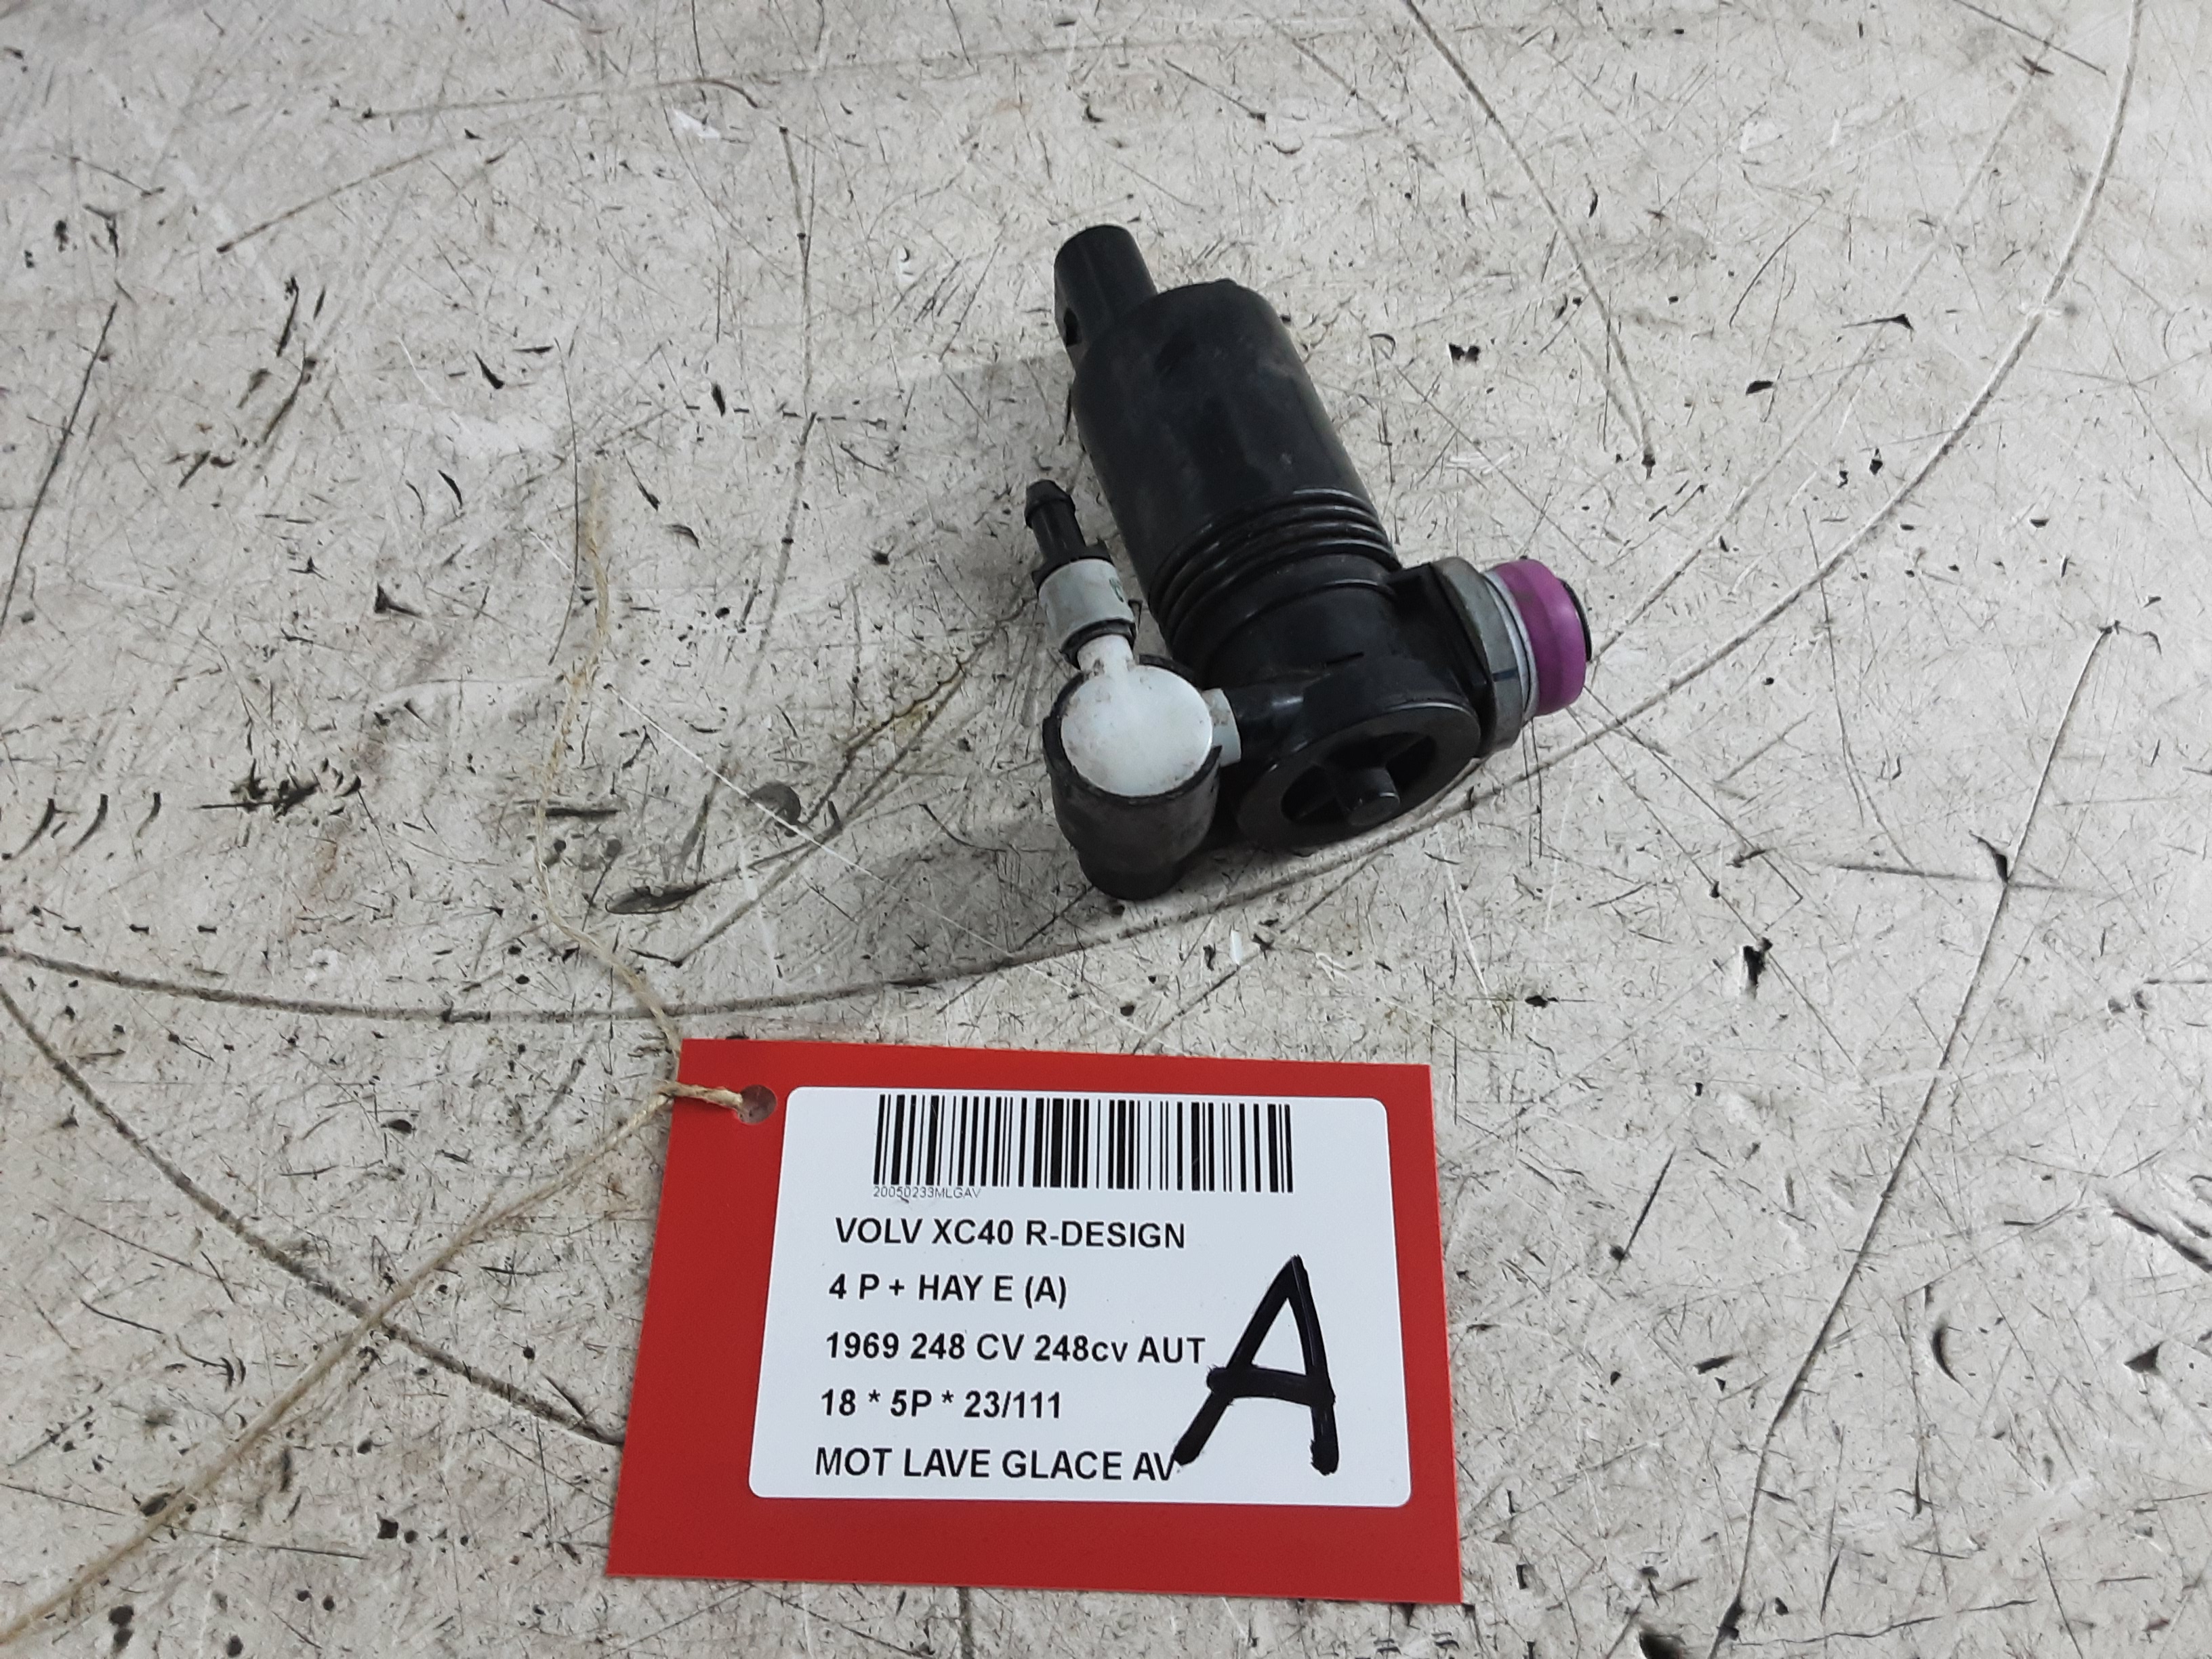 20050233MLGAV
VOLV XC40 R-DESIGN
4 P + HAY E (A)
1969 248 CV 248cv AUT
18 * 5P * 23/111
MOT LAVE GLACE AV
A